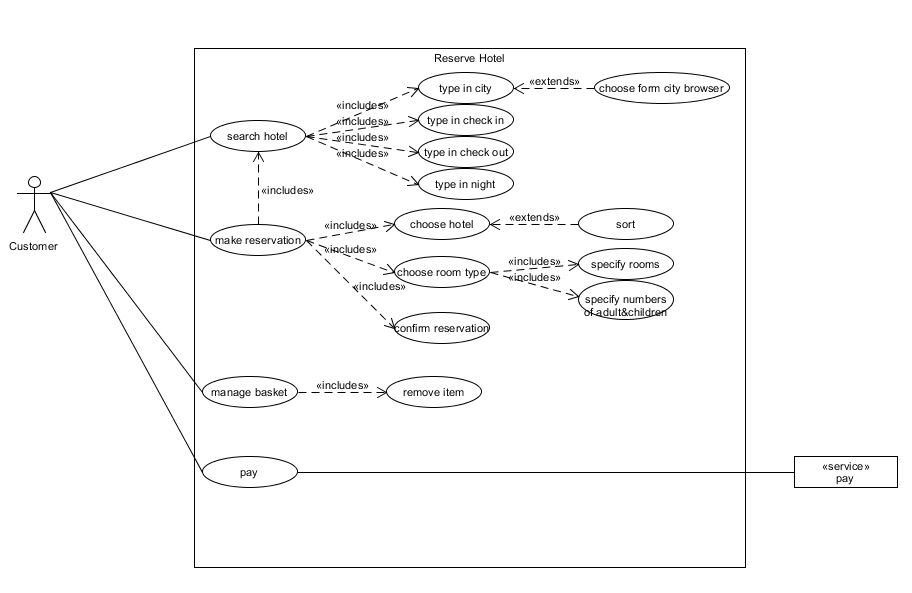 Reserve Hotel
type in city
«extends»
choose form city browser
«includes»
type in check in
«includes»
search hotel
«includes»
type in check out
«includes»
type in night
«includes»
Customer
make reservation
«includes»
choose hotel
«extends»
sort
«includes»
choose room type
«includes»
specify rooms
«includes»
specify numbers
of adult&children
«includes»
confirm reservation
manage basket
«includes»
remove item
pay
«service»
pay